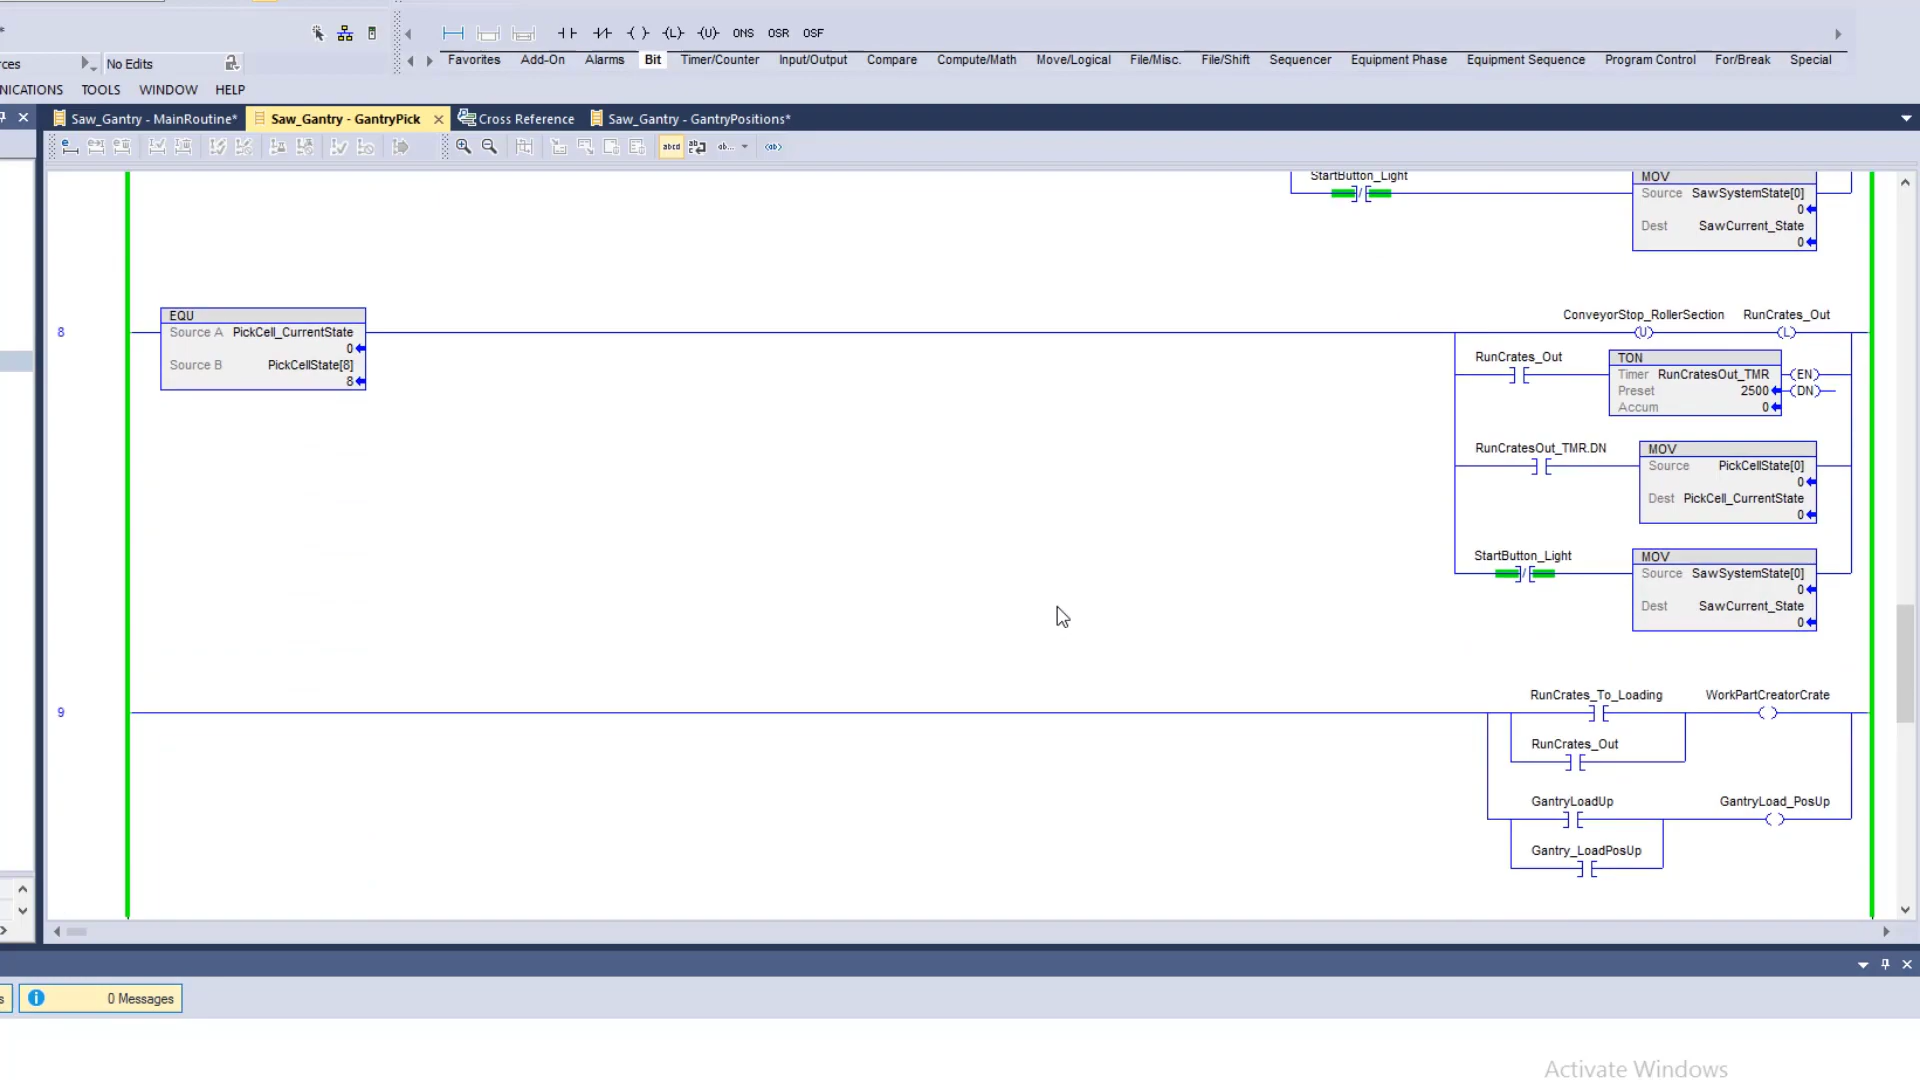 ONS OSR OSF
ces No Edits
Favorites Add-On Alarms Bit Timer/Counter Input/Output Compare Compute/Math Move/Logical File/Misc. File/Shift Sequencer Equipment Phase Equipment Sequence Program Control For/Break Special
NICATIONS TOOLS WINDOW HELP
Saw_Gantry - MainRoutine* Saw_Gantry - GantryPick Cross Reference Saw_Gantry - GantryPositions*
StartButton_Light
MOV
Source SawSystemState[0]
0
Dest SawCurrent_State
0
8
EQU
Source A PickCell_CurrentState
0
Source B PickCellState[8]
8
ConveyorStop_RollerSection RunCrates_Out
U L
RunCrates_Out
TON
Timer RunCratesOut_TMR EN
Preset 2500 DN
Accum 0
RunCratesOut_TMR.DN
MOV
Source PickCellState[0]
0
Dest PickCell_CurrentState
0
StartButton_Light
MOV
Source SawSystemState[0]
0
Dest SawCurrent_State
0
9
RunCrates_To_Loading WorkPartCreatorCrate
RunCrates_Out
GantryLoadUp GantryLoad_PosUp
Gantry_LoadPosUp
s 0 Messages
Activate Windows